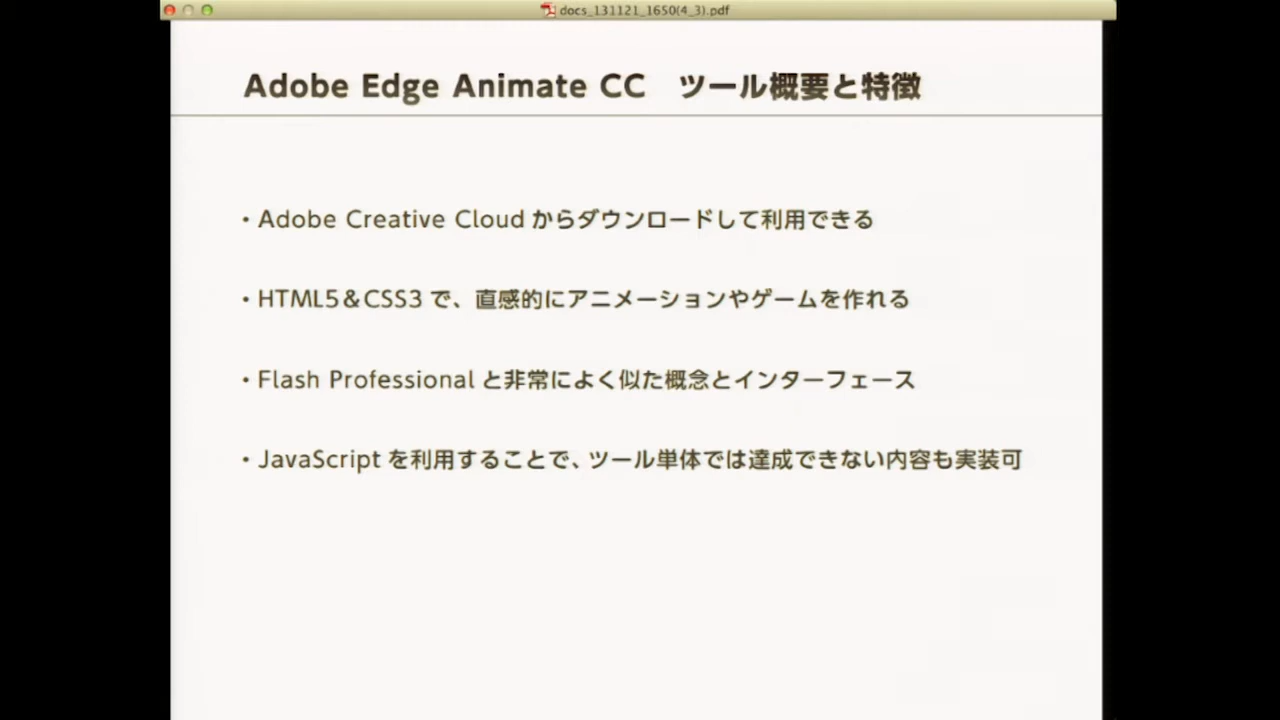 docs_131121_1650(4_3).pdf
Adobe Edge Animate CC　ツール概要と特徴
・Adobe Creative Cloud からダウンロードして利用できる
・HTML5＆CSS3 で、直感的にアニメーションやゲームを作れる
・Flash Professional と非常によく似た概念とインターフェース
・JavaScript を利用することで、ツール単体では達成できない内容も実装可